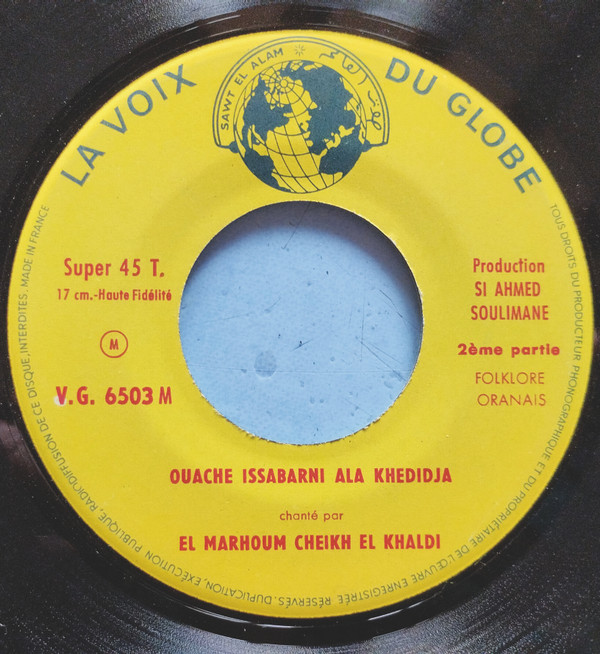 LA VOIX DU GLOBE
SAWT EL ALAM
صوت العالم
Super 45 T.
17 cm.-Haute Fidélité
M
V.G. 6503 M
Production
SI AHMED
SOULIMANE
2ème partie
FOLKLORE
ORANAIS
OUACHE ISSABARNI ALA KHEDIDJA
chanté par
EL MARHOUM CHEIKH EL KHALDI
TOUS DROITS DU PRODUCTEUR PHONOGRAPHIQUE ET DU PROPRIÉTAIRE DE L'ŒUVRE ENREGISTRÉE RÉSERVÉS. DUPLICATION, EXÉCUTION PUBLIQUE, RADIODIFFUSION DE CE DISQUE, INTERDITES. MADE IN FRANCE